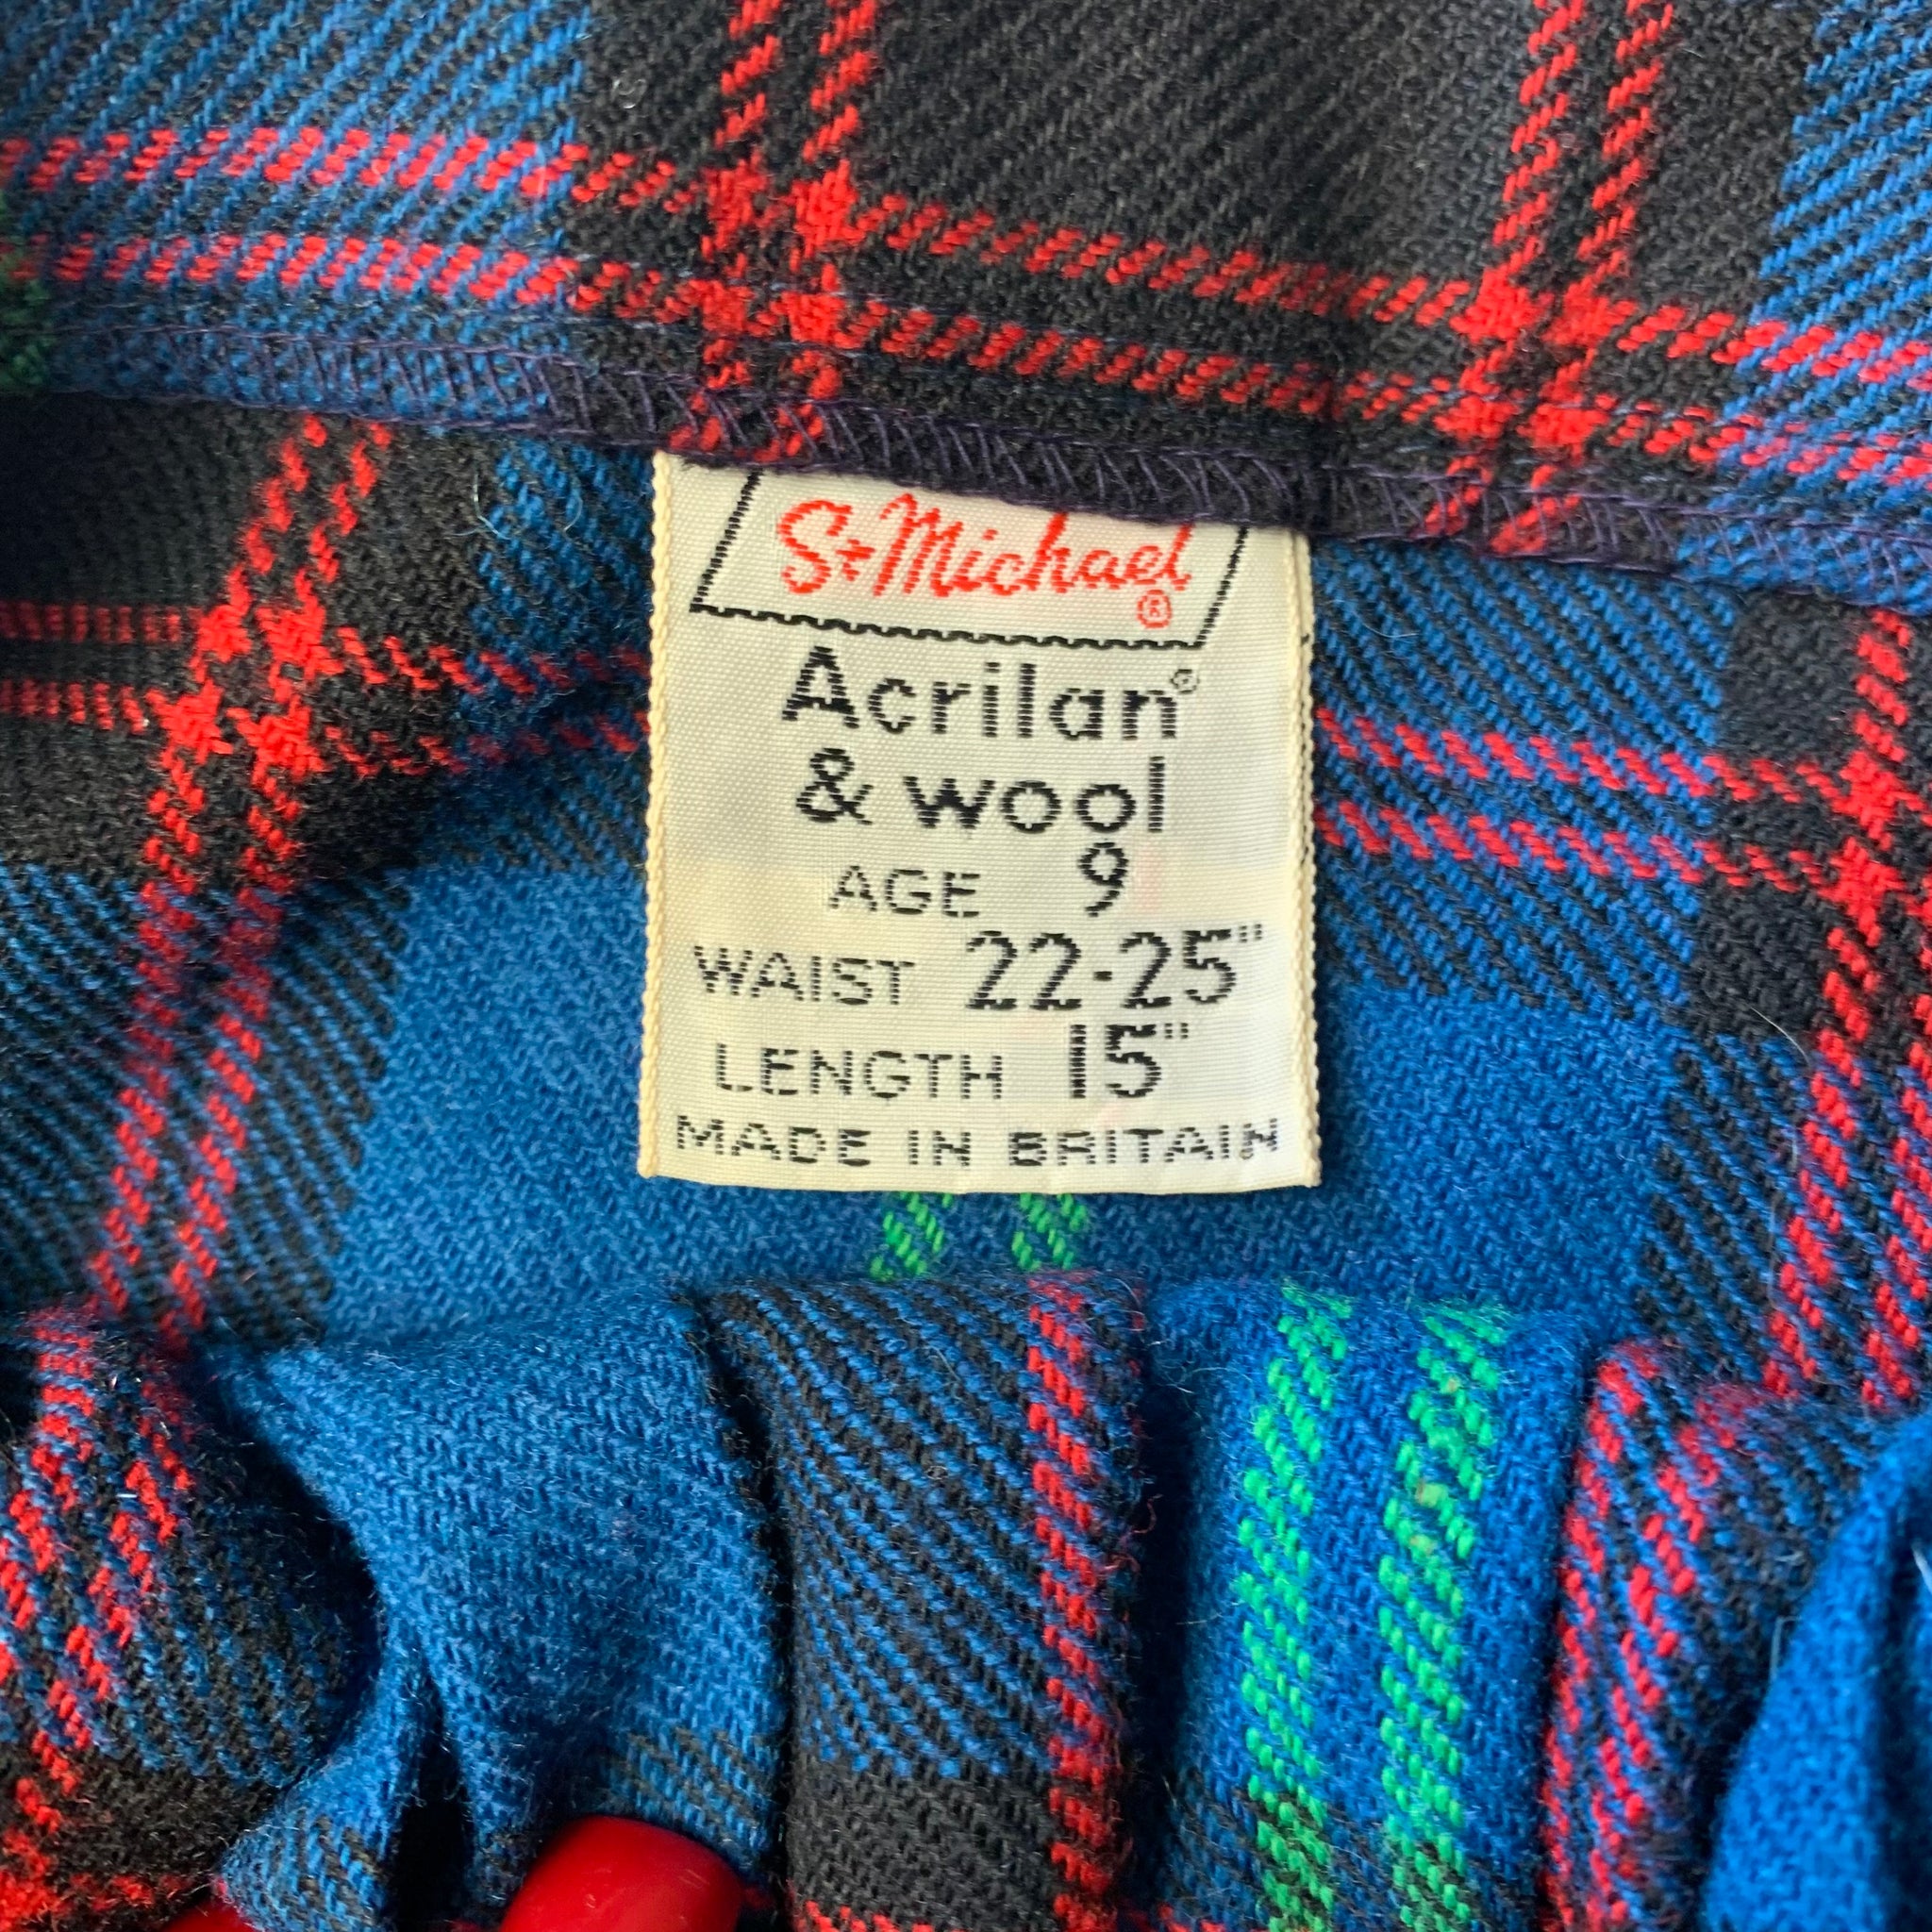 St Michael
®
Acrilan®
& wool
AGE 9
WAIST 22-25"
LENGTH 15"
MADE IN BRITAIN